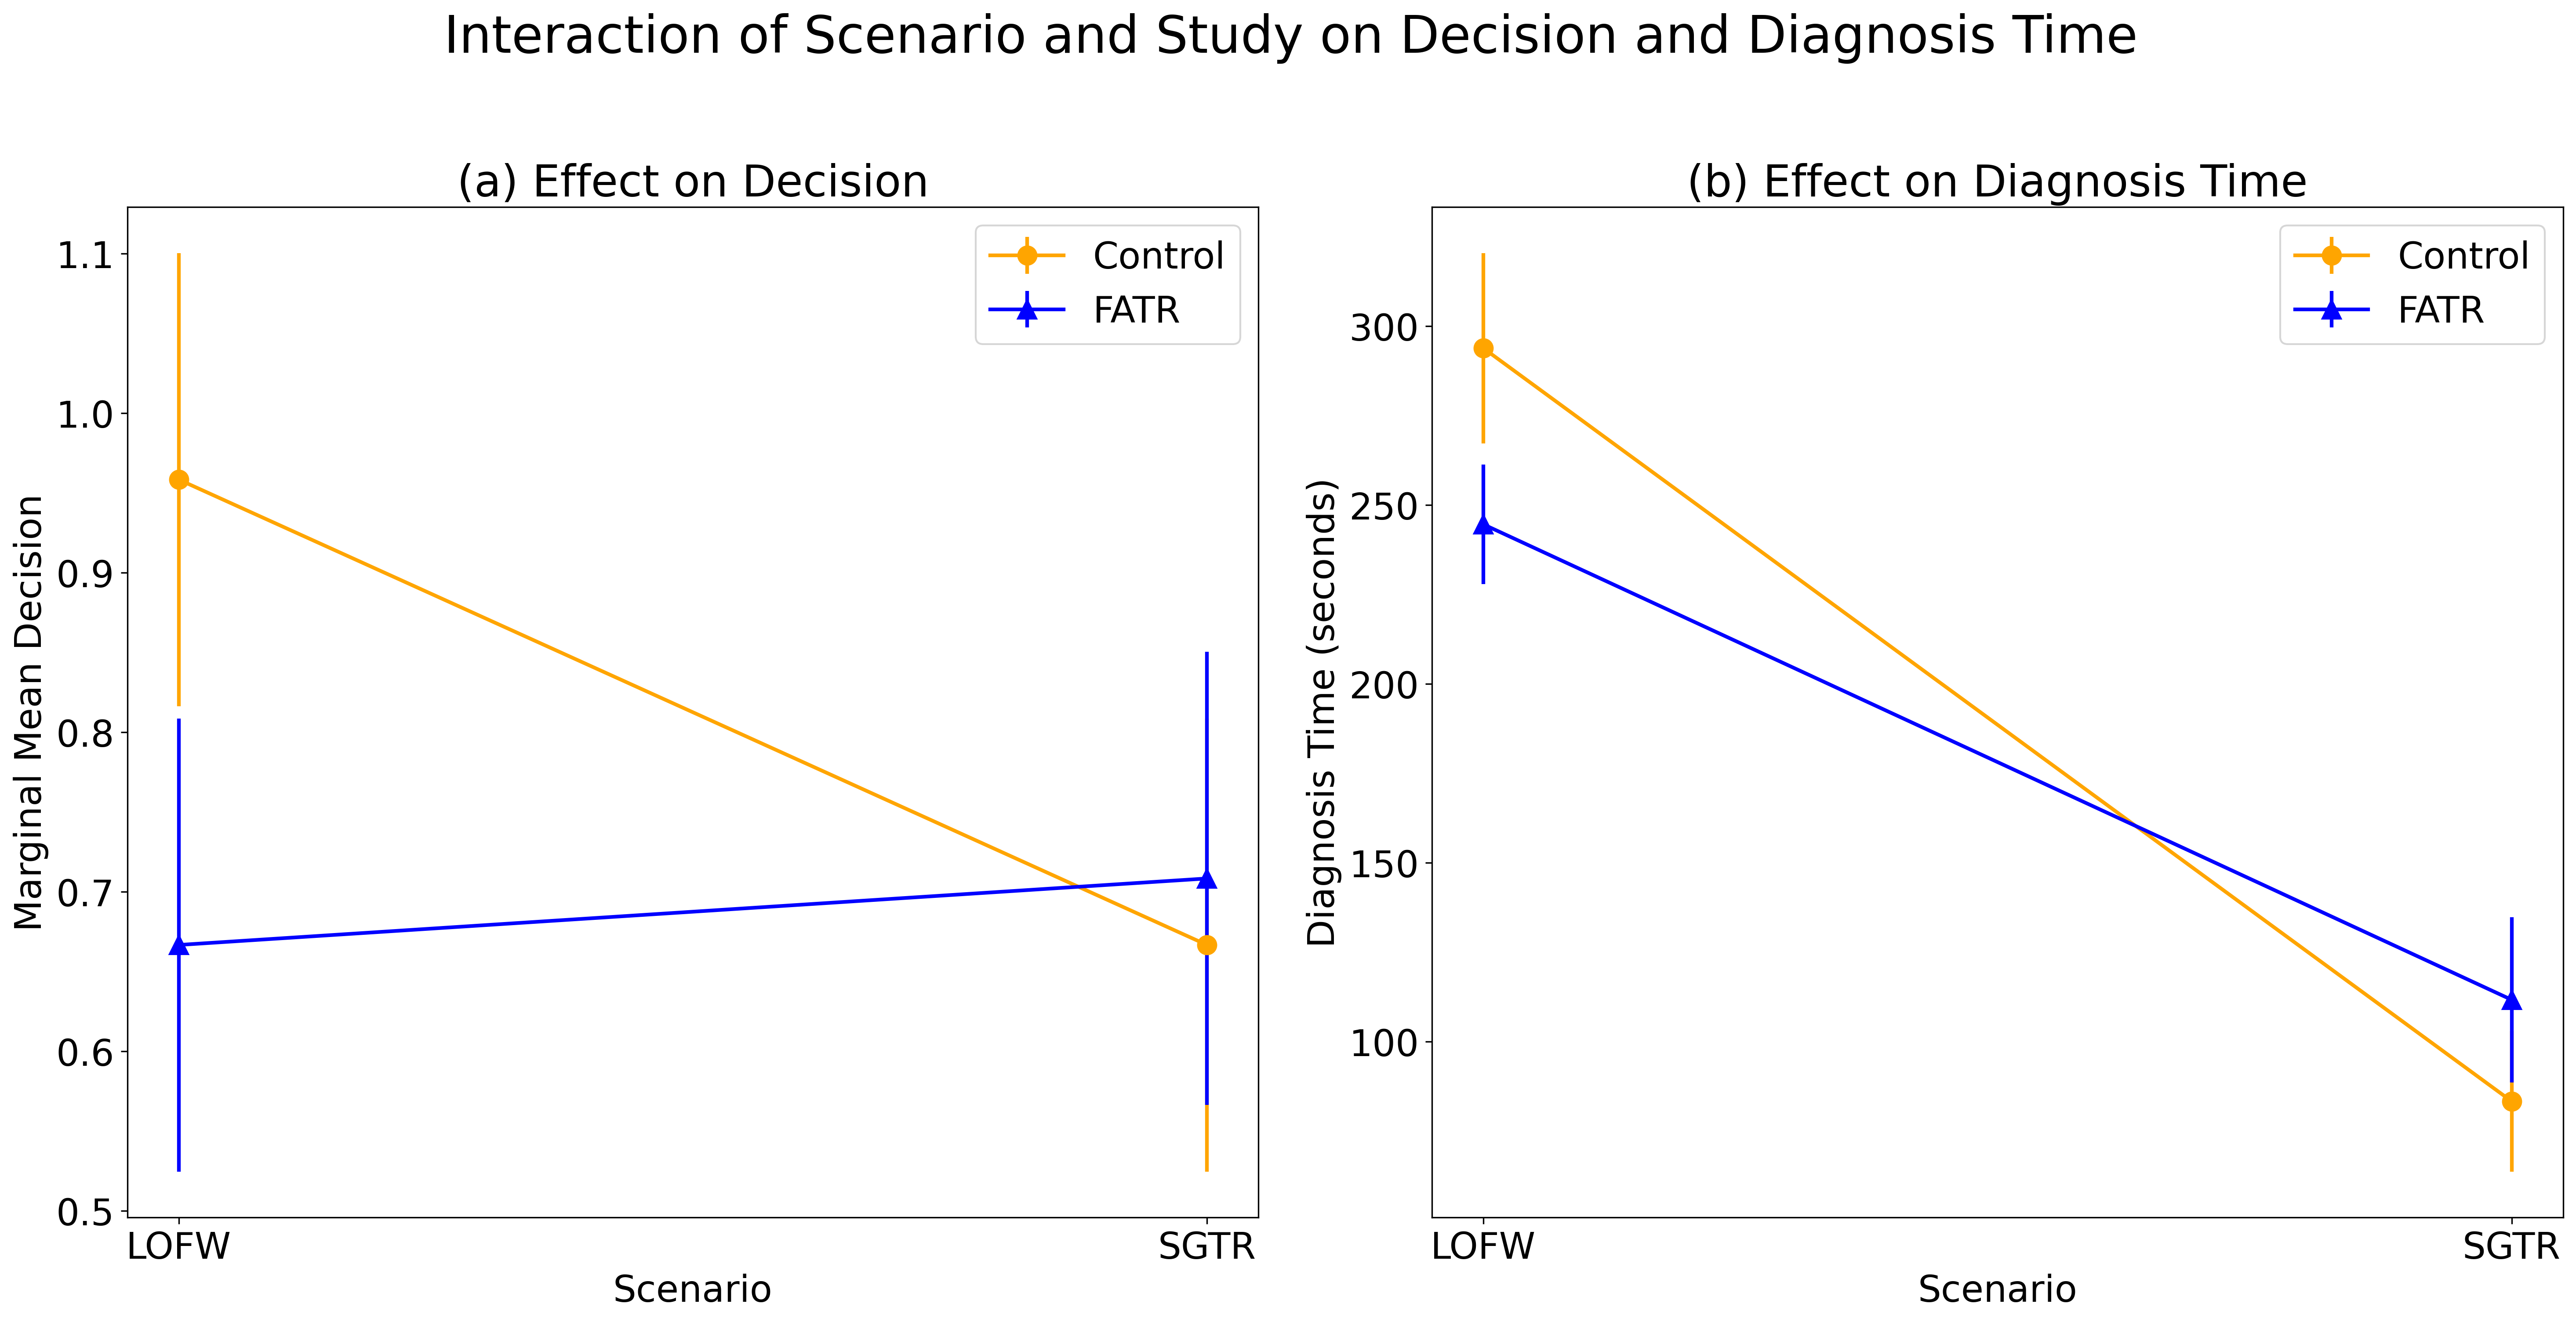 Interaction of Scenario and Study on Decision and Diagnosis Time
(a) Effect on Decision
Control
FATR
Marginal Mean Decision
1.1
1.0
0.9
0.8
0.7
0.6
0.5
LOFW
SGTR
Scenario
(b) Effect on Diagnosis Time
Control
FATR
Diagnosis Time (seconds)
300
250
200
150
100
LOFW
SGTR
Scenario